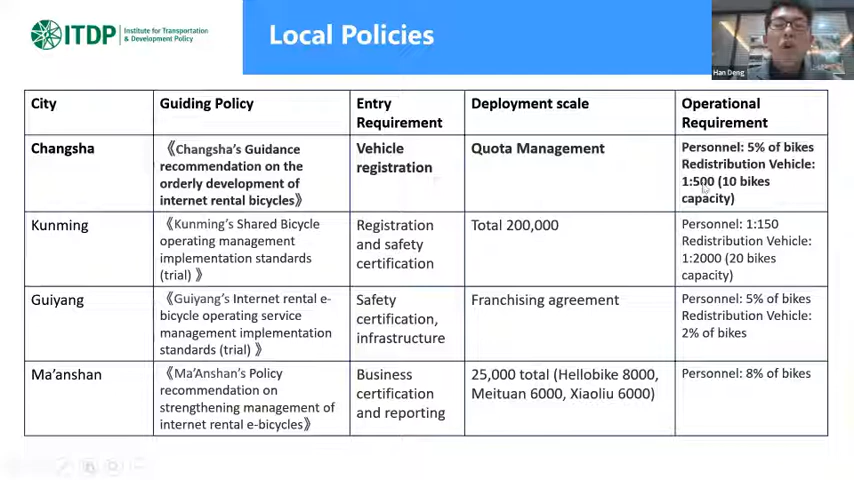 ITDP
Institute for Transportation
& Development Policy
Local Policies
Han Deng
City
Guiding Policy
Entry
Requirement
Deployment scale
Operational
Requirement
Changsha
《Changsha's Guidance
recommendation on the
orderly development of
internet rental bicycles》
Vehicle
registration
Quota Management
Personnel: 5% of bikes
Redistribution Vehicle:
1:500 (10 bikes
capacity)
Kunming
《Kunming's Shared Bicycle
operating management
implementation standards
(trial) 》
Registration
and safety
certification
Total 200,000
Personnel: 1:150
Redistribution Vehicle:
1:2000 (20 bikes
capacity)
Guiyang
《Guiyang's Internet rental e-
bicycle operating service
management implementation
standards (trial) 》
Safety
certification,
infrastructure
Franchising agreement
Personnel: 5% of bikes
Redistribution Vehicle:
2% of bikes
Ma'anshan
《Ma'Anshan's Policy
recommendation on
strengthening management of
internet rental e-bicycles》
Business
certification
and reporting
25,000 total (Hellobike 8000,
Meituan 6000, Xiaoliu 6000)
Personnel: 8% of bikes